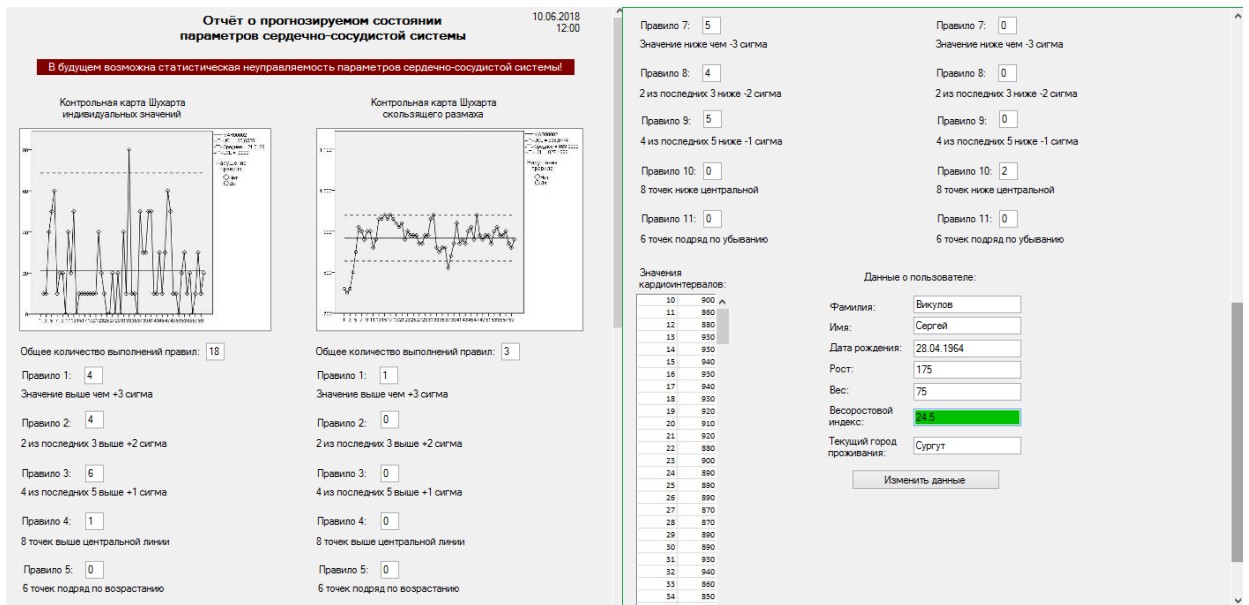 Отчёт о прогнозируемом состоянии
параметров сердечно-сосудистой системы
10.06.2018
12:00
В будущем возможна статистическая неуправляемость параметров сердечно-сосудистой системы!
Контрольная карта Шухарта
индивидуальных значений
Контрольная карта Шухарта
скользящего размаха
Общее количество выполнений правил: 18
Общее количество выполнений правил: 3
Правило 1: 4
Правило 1: 1
Значение выше чем +3 сигма
Значение выше чем +3 сигма
Правило 2: 4
Правило 2: 0
2 из последних 3 выше +2 сигма
2 из последних 3 выше +2 сигма
Правило 3: 6
Правило 3: 0
4 из последних 5 выше +1 сигма
4 из последних 5 выше +1 сигма
Правило 4: 1
Правило 4: 0
8 точек выше центральной линии
8 точек выше центральной линии
Правило 5: 0
Правило 5: 0
6 точек подряд по возрастанию
6 точек подряд по возрастанию
Правило 7: 5
Правило 7: 0
Значение ниже чем -3 сигма
Значение ниже чем -3 сигма
Правило 8: 4
Правило 8: 0
2 из последних 3 ниже -2 сигма
2 из последних 3 ниже -2 сигма
Правило 9: 5
Правило 9: 0
4 из последних 5 ниже -1 сигма
4 из последних 5 ниже -1 сигма
Правило 10: 0
Правило 10: 2
8 точек ниже центральной
8 точек ниже центральной
Правило 11: 0
Правило 11: 0
6 точек подряд по убыванию
6 точек подряд по убыванию
Значения
кардиоинтервалов:
10 900
11 860
12 880
13 930
14 930
15 940
16 930
17 940
18 930
19 920
20 910
21 920
22 880
23 900
24 890
25 890
26 890
27 870
28 870
29 890
30 890
31 930
32 940
33 860
34 850
Данные о пользователе:
Фамилия: Викулов
Имя: Сергей
Дата рождения: 28.04.1964
Рост: 175
Вес: 75
Весоростовой
индекс: 24.5
Текущий город
проживания: Сургут
Изменить данные